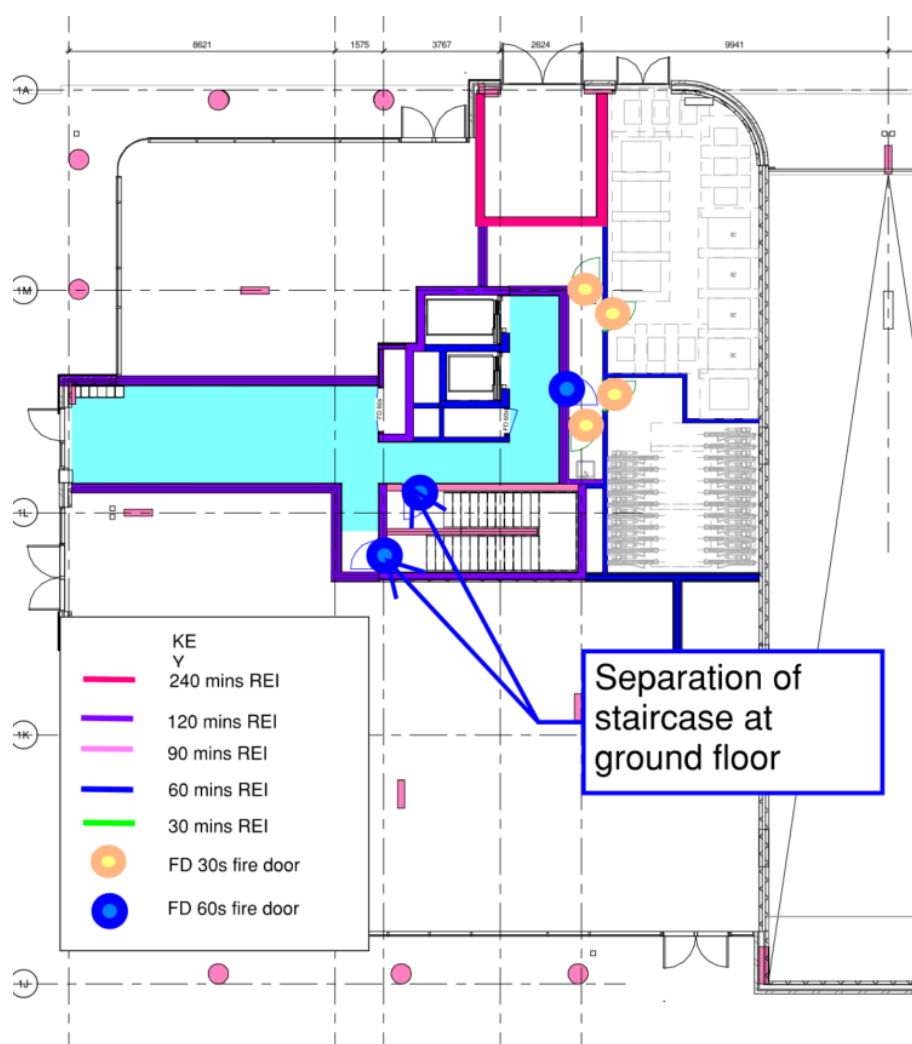 8621
1575
3767
2624
9941
1A
1M
FD 60s
FD 60s
1L
Separation of
staircase at
ground floor
KE
Y
240 mins REI
120 mins REI
90 mins REI
60 mins REI
30 mins REI
FD 30s fire door
FD 60s fire door
1K
1J